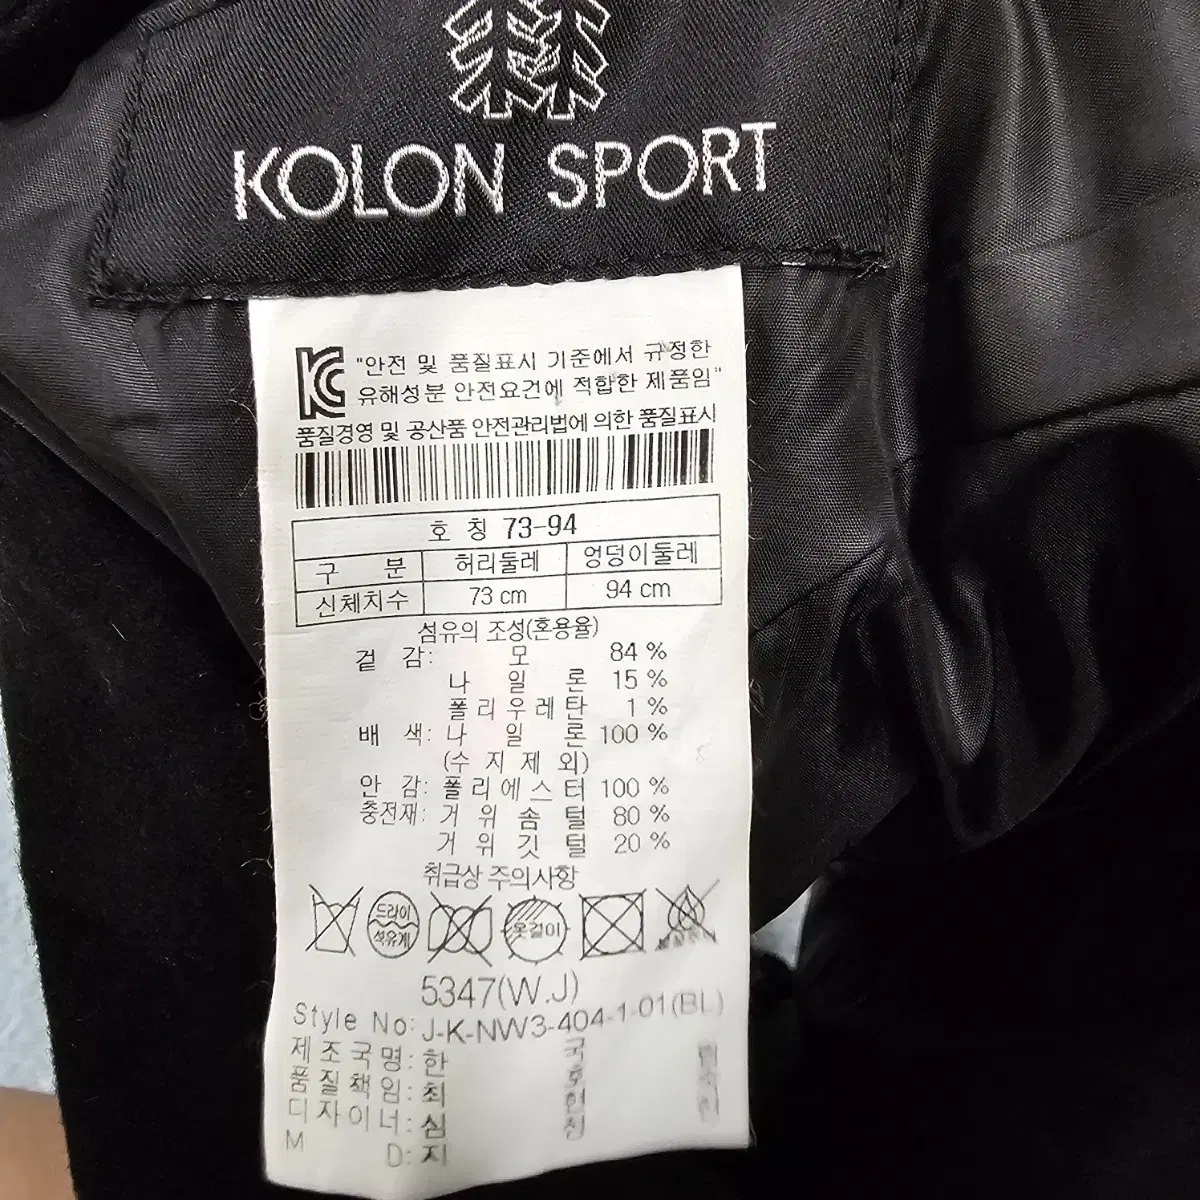 KOLON SPORT
"안전 및 품질표시 기준에서 규정한
유해성분 안전요건에 적합한 제품임"
품질경영 및 공산품 안전관리법에 의한 품질표시
호 칭 73-94
구 분 허리둘레 엉덩이둘레
신체치수 73 cm 94 cm
섬유의 조성(혼용율)
겉 감: 모 84 %
나 일 론 15 %
폴리우레탄 1 %
배 색: 나 일 론 100 %
(수 지 제 외)
안 감: 폴리에스터 100 %
충전재: 거 위 솜 털 80 %
거 위 깃 털 20 %
취급상 주의사항
드라이
석유계
옷걸이
5347(W.J)
Style No: J-K-NW3-404-1-01(BL)
제조국명: 한 국
품질책임: 최
디자이너: 심
M D: 지